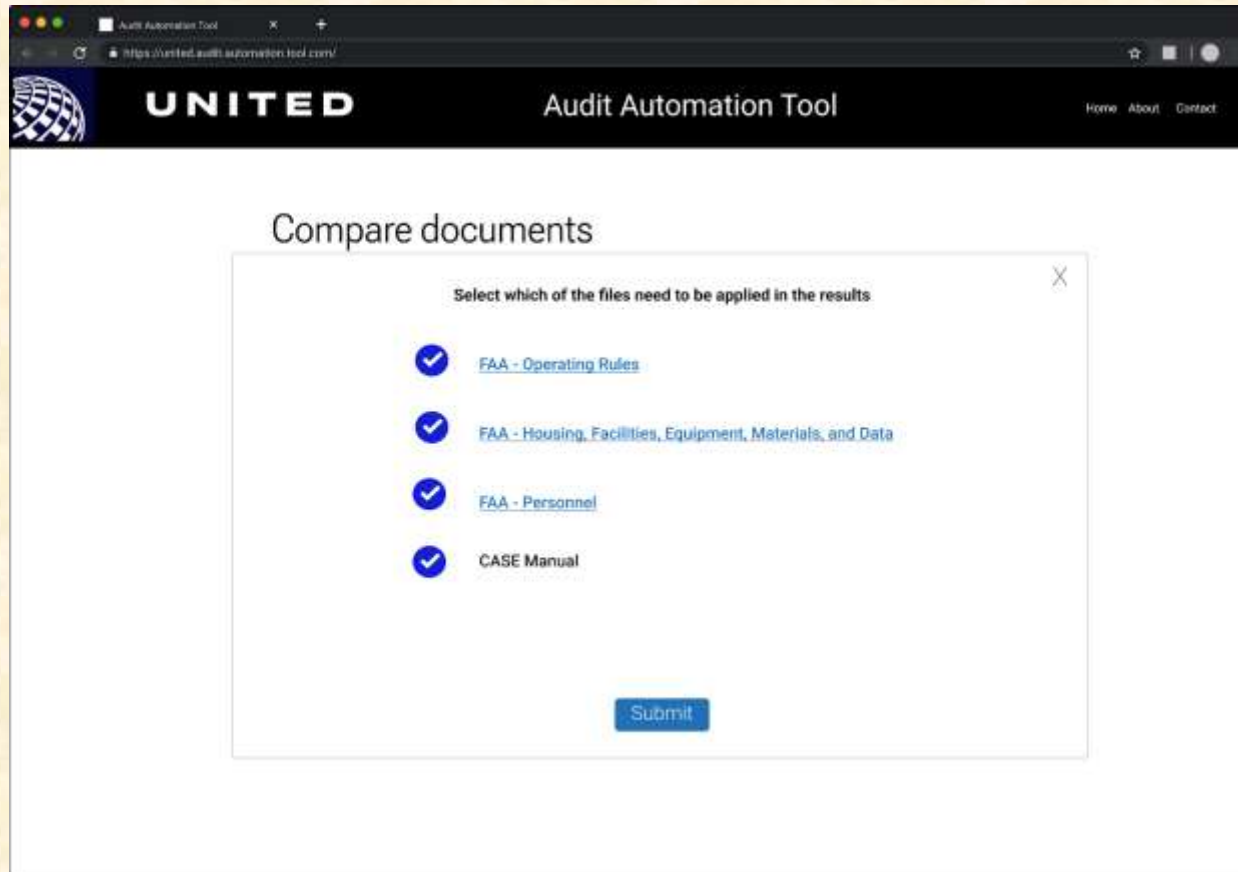 Audit Automation Tool
https://united.audit.automation.tool.com/
UNITED
Audit Automation Tool
Home About Contact
Compare documents
X
Select which of the files need to be applied in the results
FAA - Operating Rules
FAA - Housing, Facilities, Equipment, Materials, and Data
FAA - Personnel
CASE Manual
Submit